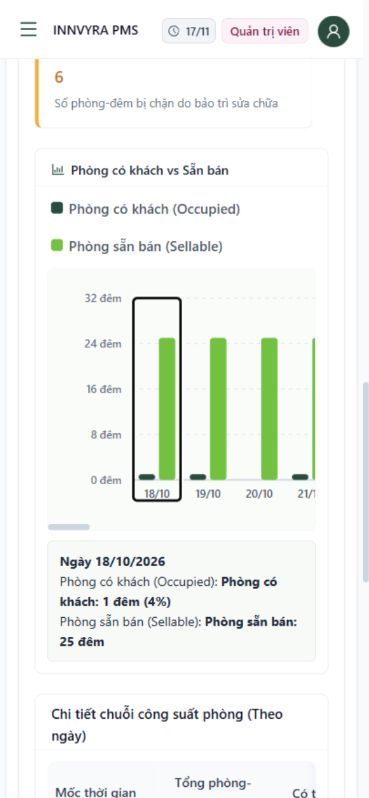 INNVYRA PMS
17/11
Quản trị viên
6
Số phòng-đêm bị chặn do bảo trì sửa chữa
Phòng có khách vs Sẵn bán
Phòng có khách (Occupied)
Phòng sẵn bán (Sellable)
32 đêm
24 đêm
16 đêm
8 đêm
0 đêm
18/10
19/10
20/10
21/1
Ngày 18/10/2026
Phòng có khách (Occupied): Phòng có
khách: 1 đêm (4%)
Phòng sẵn bán (Sellable): Phòng sẵn bán:
25 đêm
Chi tiết chuỗi công suất phòng (Theo
ngày)
Mốc thời gian
Tổng phòng-
Có t